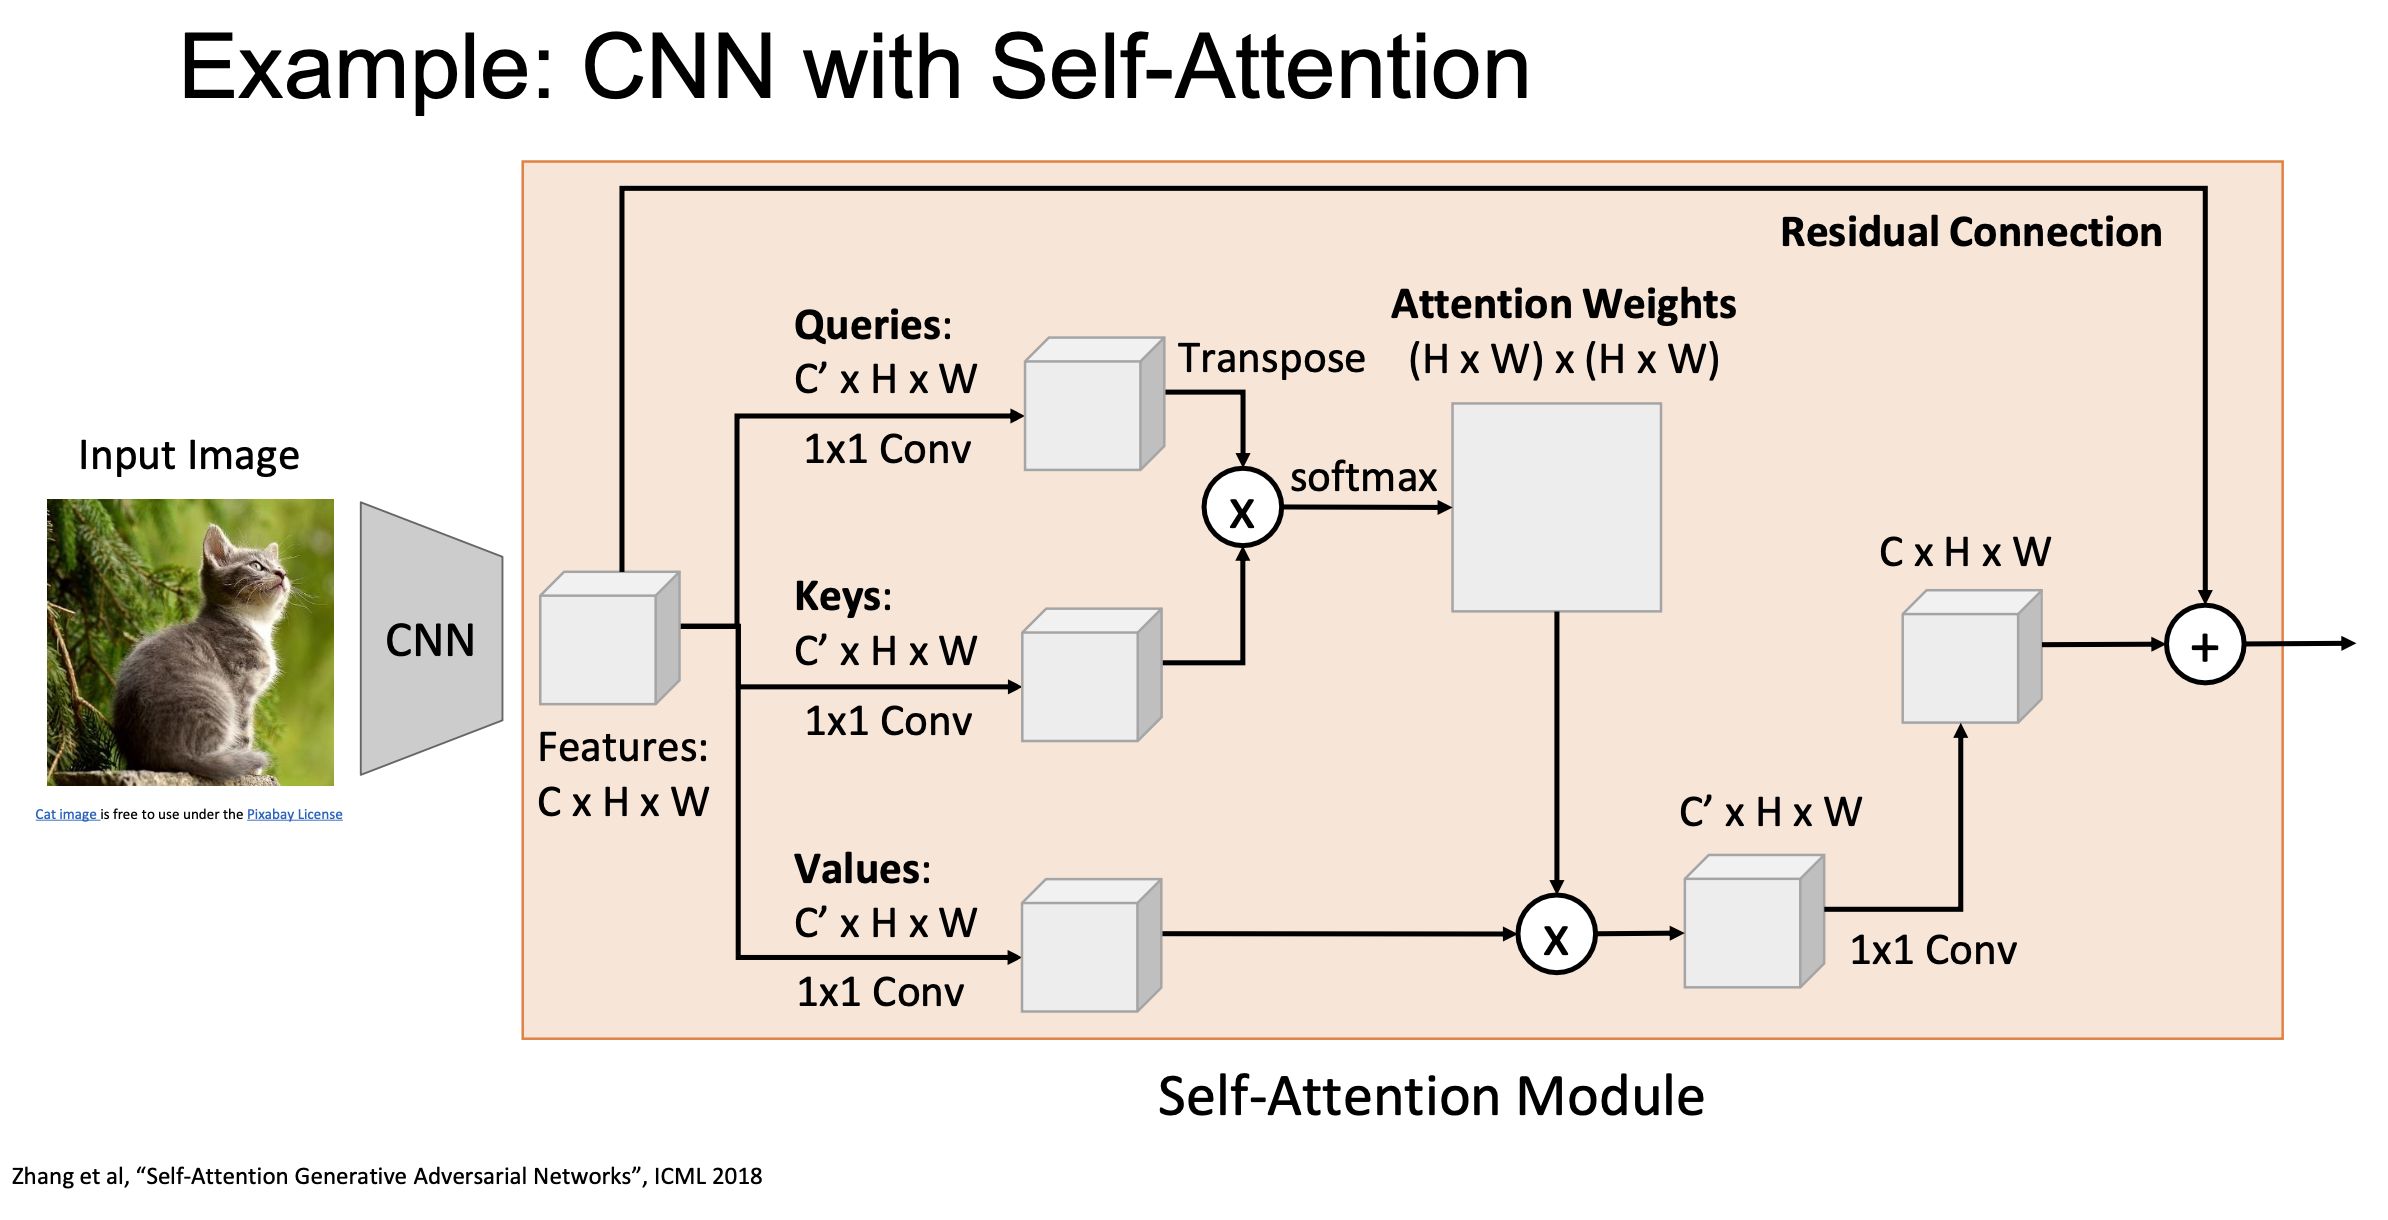 Example: CNN with Self-Attention
Residual Connection
Attention Weights
(H x W) x (H x W)
Queries:
C’ x H x W
1x1 Conv
Transpose
x
softmax
Input Image
CNN
Cat image is free to use under the Pixabay License
Features:
C x H x W
Keys:
C’ x H x W
1x1 Conv
Values:
C’ x H x W
1x1 Conv
x
C’ x H x W
1x1 Conv
C x H x W
+
Self-Attention Module
Zhang et al, “Self-Attention Generative Adversarial Networks”, ICML 2018